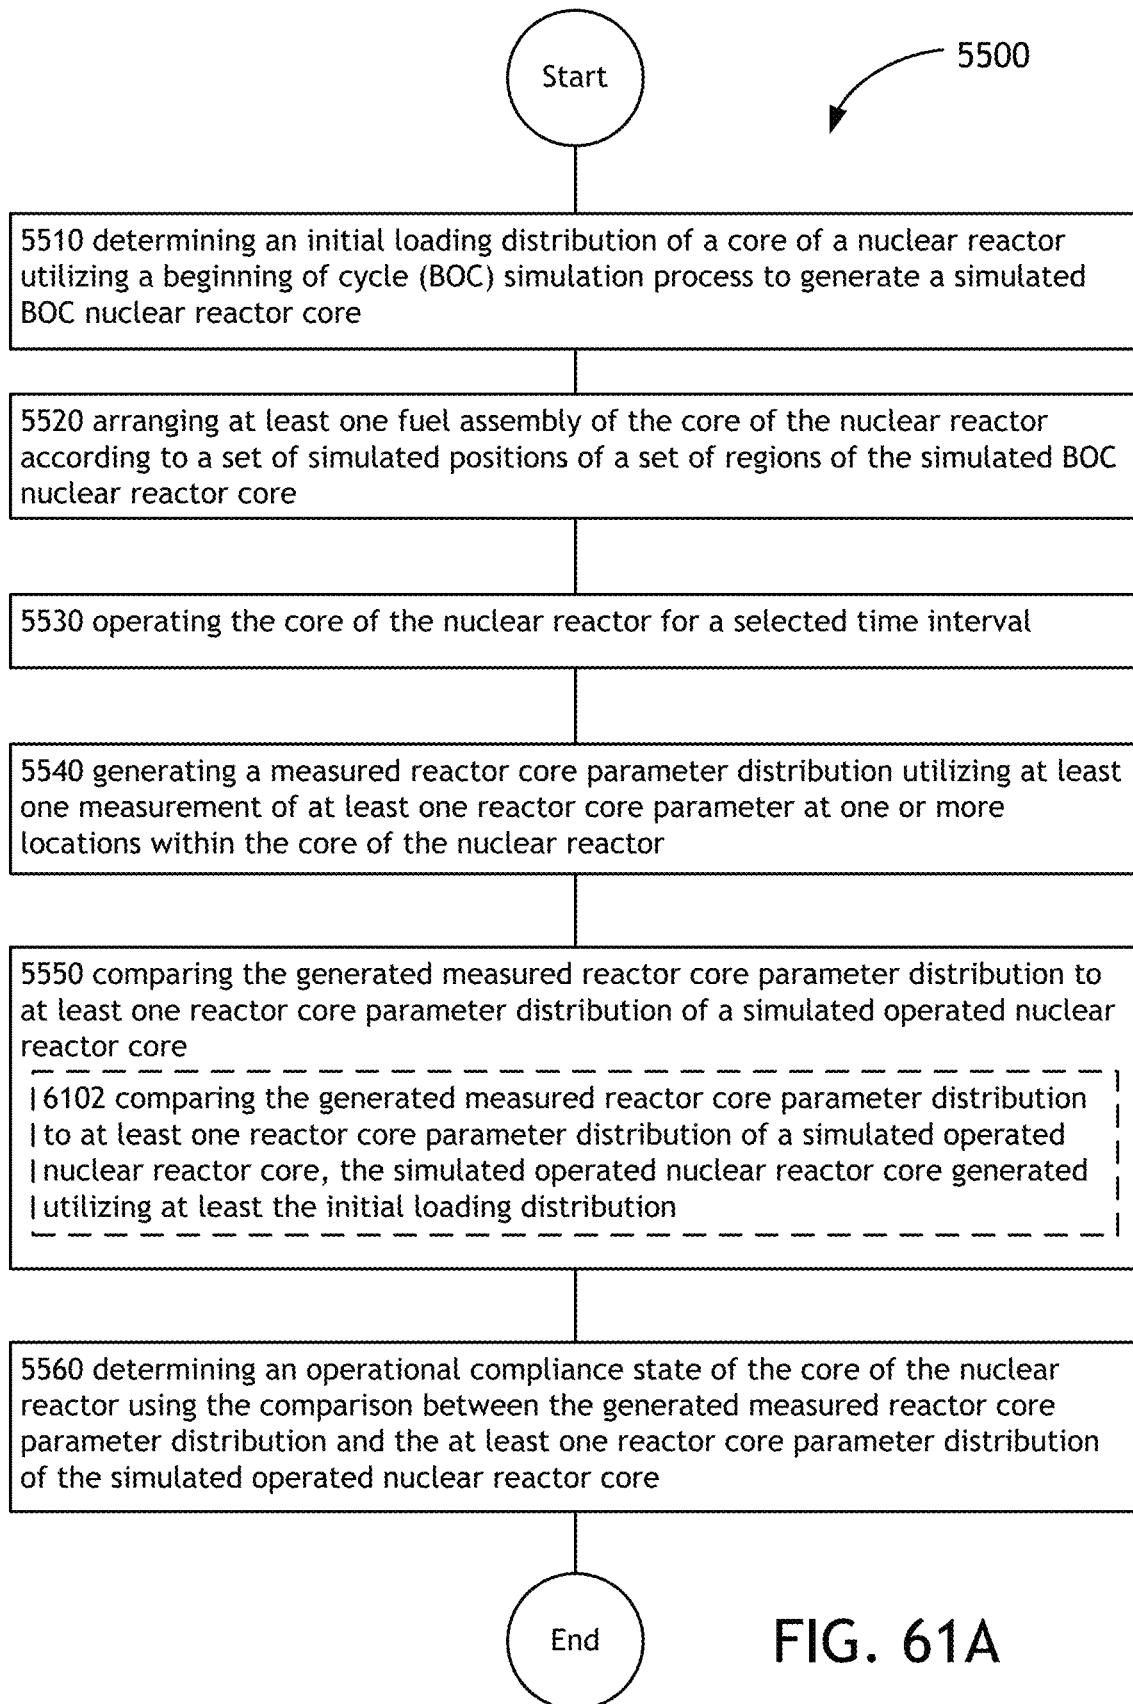 Start
5500
5510 determining an initial loading distribution of a core of a nuclear reactor
utilizing a beginning of cycle (BOC) simulation process to generate a simulated
BOC nuclear reactor core
5520 arranging at least one fuel assembly of the core of the nuclear reactor
according to a set of simulated positions of a set of regions of the simulated BOC
nuclear reactor core
5530 operating the core of the nuclear reactor for a selected time interval
5540 generating a measured reactor core parameter distribution utilizing at least
one measurement of at least one reactor core parameter at one or more
locations within the core of the nuclear reactor
5550 comparing the generated measured reactor core parameter distribution to
at least one reactor core parameter distribution of a simulated operated nuclear
reactor core
6102 comparing the generated measured reactor core parameter distribution
to at least one reactor core parameter distribution of a simulated operated
nuclear reactor core, the simulated operated nuclear reactor core generated
utilizing at least the initial loading distribution
5560 determining an operational compliance state of the core of the nuclear
reactor using the comparison between the generated measured reactor core
parameter distribution and the at least one reactor core parameter distribution
of the simulated operated nuclear reactor core
End
FIG. 61A